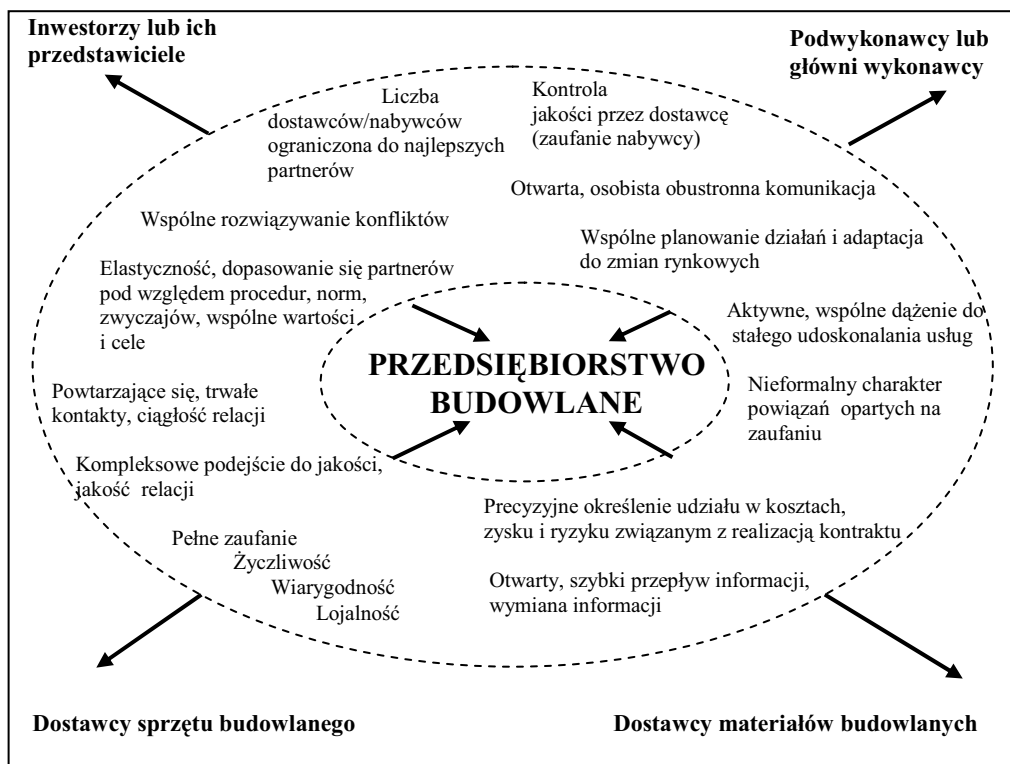 Inwestorzy lub ich
przedstawiciele
Podwykonawcy lub
główni wykonawcy
Liczba
dostawców/nabywców
ograniczona do najlepszych
partnerów
Kontrola
jakości przez dostawcę
(zaufanie nabywcy)
Otwarta, osobista obustronna komunikacja
Wspólne rozwiązywanie konfliktów
Wspólne planowanie działań i adaptacja
do zmian rynkowych
Elastyczność, dopasowanie się partnerów
pod względem procedur, norm,
zwyczajów, wspólne wartości
i cele
Aktywne, wspólne dążenie do
stałego udoskonalania usług
PRZEDSIĘBIORSTWO
BUDOWLANE
Powtarzające się, trwałe
kontakty, ciągłość relacji
Nieformalny charakter
powiązań opartych na
zaufaniu
Kompleksowe podejście do jakości,
jakość relacji
Precyzyjne określenie udziału w kosztach,
zysku i ryzyku związanym z realizacją kontraktu
Pełne zaufanie
Życzliwość
Wiarygodność
Lojalność
Otwarty, szybki przepływ informacji,
wymiana informacji
Dostawcy sprzętu budowlanego
Dostawcy materiałów budowlanych